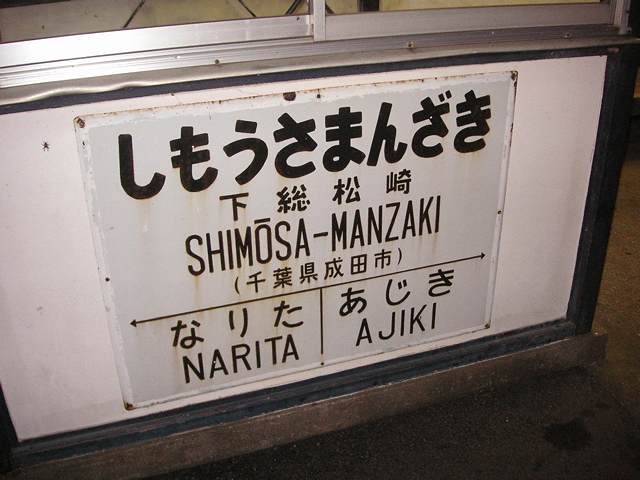 しもうさまんざき
下総松崎
SHIMŌSA-MANZAKI
(千葉県成田市)
なりた あじき
NARITA AJIKI